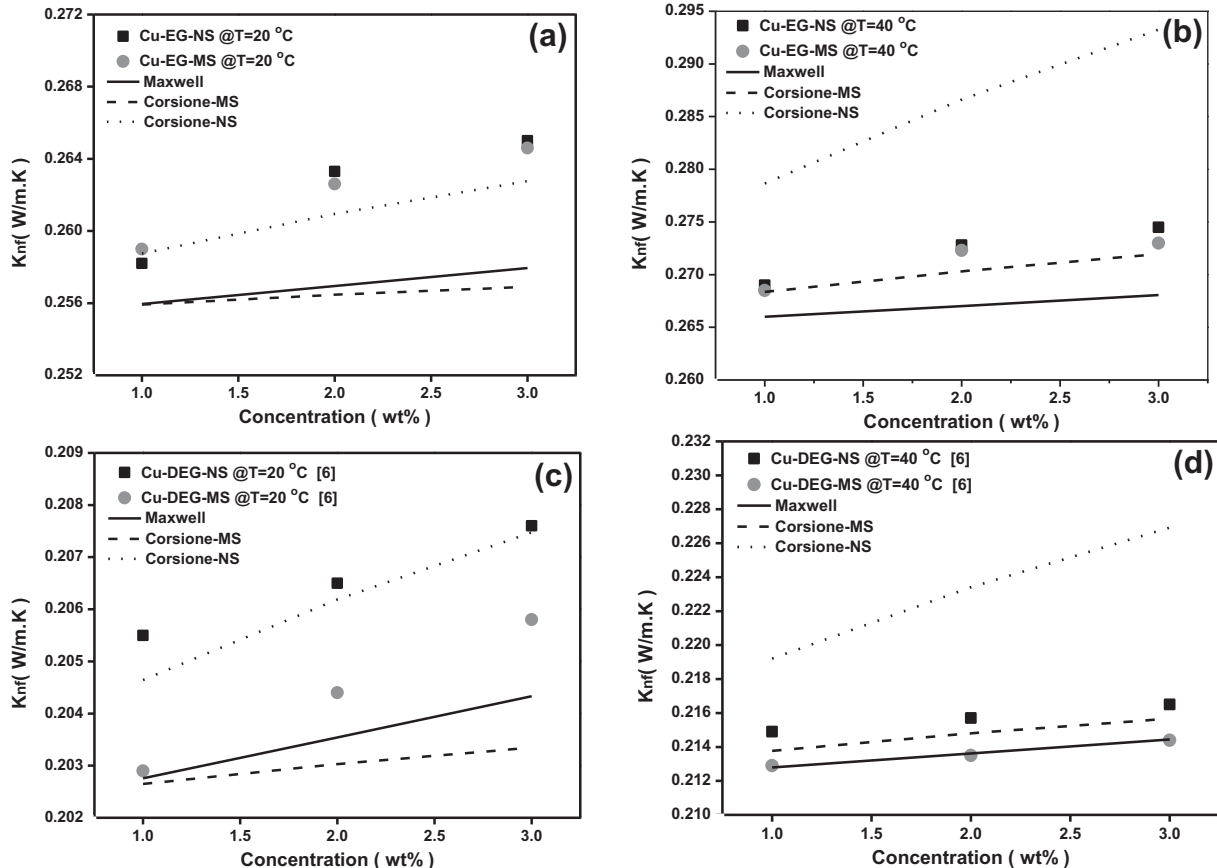 (a)
0.272
0.268
0.264
0.260
0.256
0.252
Knf( W/m.K )
Cu-EG-NS @T=20 °C
Cu-EG-MS @T=20 °C
Maxwell
Corsione-MS
Corsione-NS
1.0 1.5 2.0 2.5 3.0
Concentration ( wt% )
(b)
0.295
0.290
0.285
0.280
0.275
0.270
0.265
0.260
Knf( W/m.K )
Cu-EG-NS @T=40 °C
Cu-EG-MS @T=40 °C
Maxwell
Corsione-MS
Corsione-NS
1.0 1.5 2.0 2.5 3.0
Concentration ( wt% )
(c)
0.209
0.208
0.207
0.206
0.205
0.204
0.203
0.202
Knf( W/m.K )
Cu-DEG-NS @T=20 °C [6]
Cu-DEG-MS @T=20 °C [6]
Maxwell
Corsione-MS
Corsione-NS
1.0 1.5 2.0 2.5 3.0
Concentration ( wt% )
(d)
0.232
0.230
0.228
0.226
0.224
0.222
0.220
0.218
0.216
0.214
0.212
0.210
Knf( W/m.K )
Cu-DEG-NS @T=40 °C [6]
Cu-DEG-MS @T=40 °C [6]
Maxwell
Corsione-MS
Corsione-NS
1.0 1.5 2.0 2.5 3.0
Concentration ( wt% )